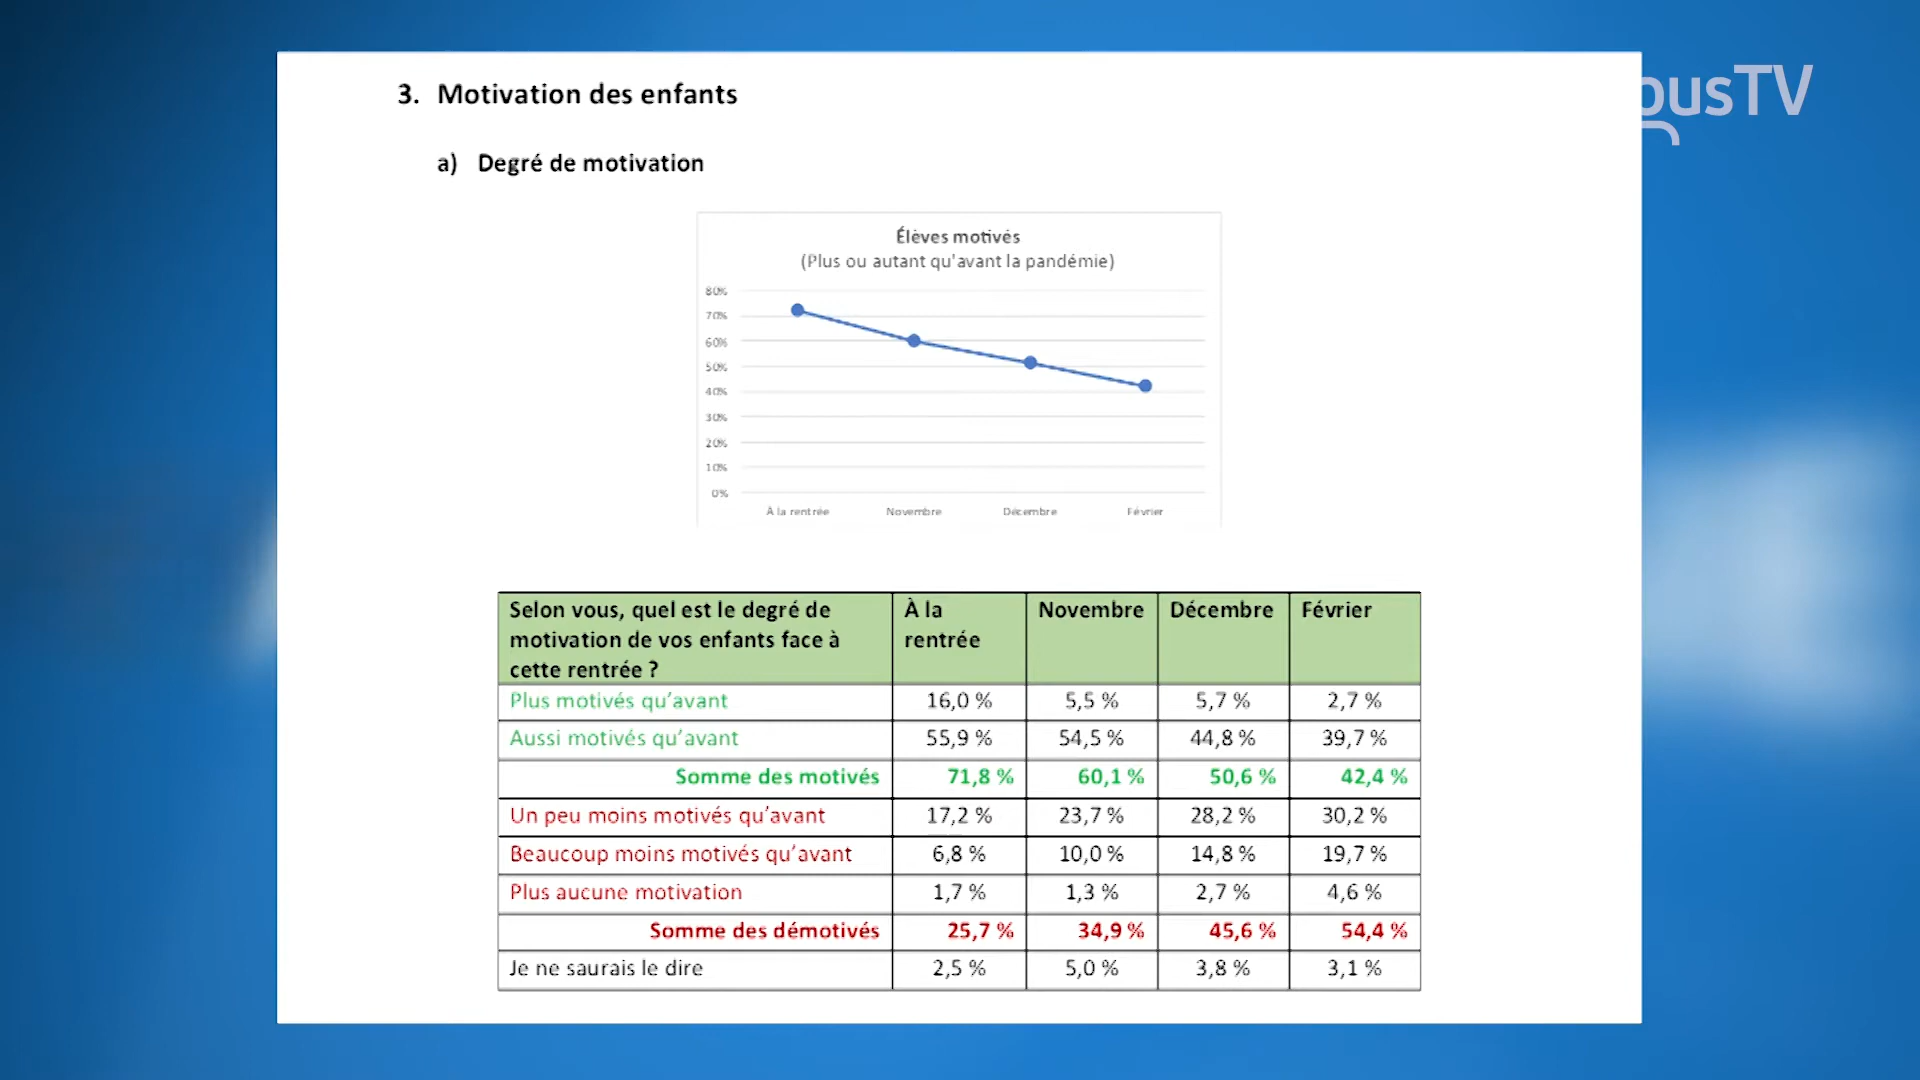 pusTV
3. Motivation des enfants
a) Degré de motivation
Élèves motivés
(Plus ou autant qu'avant la pandémie)
80%
70%
60%
50%
40%
30%
20%
10%
0%
À la rentrée Novembre Décembre Février
Selon vous, quel est le degré de motivation de vos enfants face à cette rentrée ? À la rentrée Novembre Décembre Février
Plus motivés qu’avant 16,0 % 5,5 % 5,7 % 2,7 %
Aussi motivés qu’avant 55,9 % 54,5 % 44,8 % 39,7 %
Somme des motivés 71,8 % 60,1 % 50,6 % 42,4 %
Un peu moins motivés qu’avant 17,2 % 23,7 % 28,2 % 30,2 %
Beaucoup moins motivés qu’avant 6,8 % 10,0 % 14,8 % 19,7 %
Plus aucune motivation 1,7 % 1,3 % 2,7 % 4,6 %
Somme des démotivés 25,7 % 34,9 % 45,6 % 54,4 %
Je ne saurais le dire 2,5 % 5,0 % 3,8 % 3,1 %